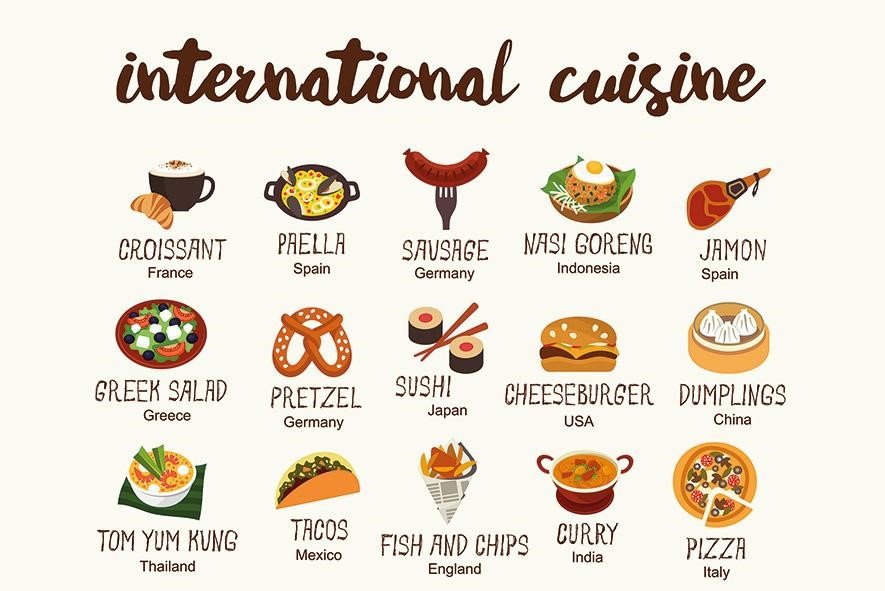 international cuisine
CROISSANT
France
PAELLA
Spain
SAUSAGE
Germany
NASI GORENG
Indonesia
JAMON
Spain
GREEK SALAD
Greece
PRETZEL
Germany
SUSHI
Japan
CHEESEBURGER
USA
DUMPLINGS
China
TOM YUM KUNG
Thailand
TACOS
Mexico
FISH AND CHIPS
England
CURRY
India
PIZZA
Italy